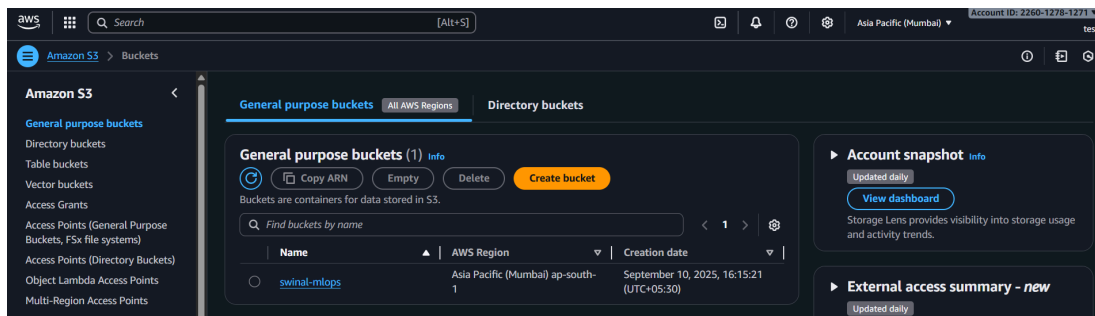 aws
Search [Alt+S]
Asia Pacific (Mumbai)
Account ID: 2260-1278-1271
tes
Amazon S3 > Buckets
Amazon S3
General purpose buckets
Directory buckets
Table buckets
Vector buckets
Access Grants
Access Points (General Purpose
Buckets, FSx file systems)
Access Points (Directory Buckets)
Object Lambda Access Points
Multi-Region Access Points
General purpose buckets All AWS Regions
Directory buckets
General purpose buckets (1) Info
Copy ARN
Empty
Delete
Create bucket
Buckets are containers for data stored in S3.
Find buckets by name
1
Name
AWS Region
Creation date
swinal-mlops
Asia Pacific (Mumbai) ap-south-
1
September 10, 2025, 16:15:21
(UTC+05:30)
Account snapshot Info
Updated daily
View dashboard
Storage Lens provides visibility into storage usage
and activity trends.
External access summary - new
Updated daily